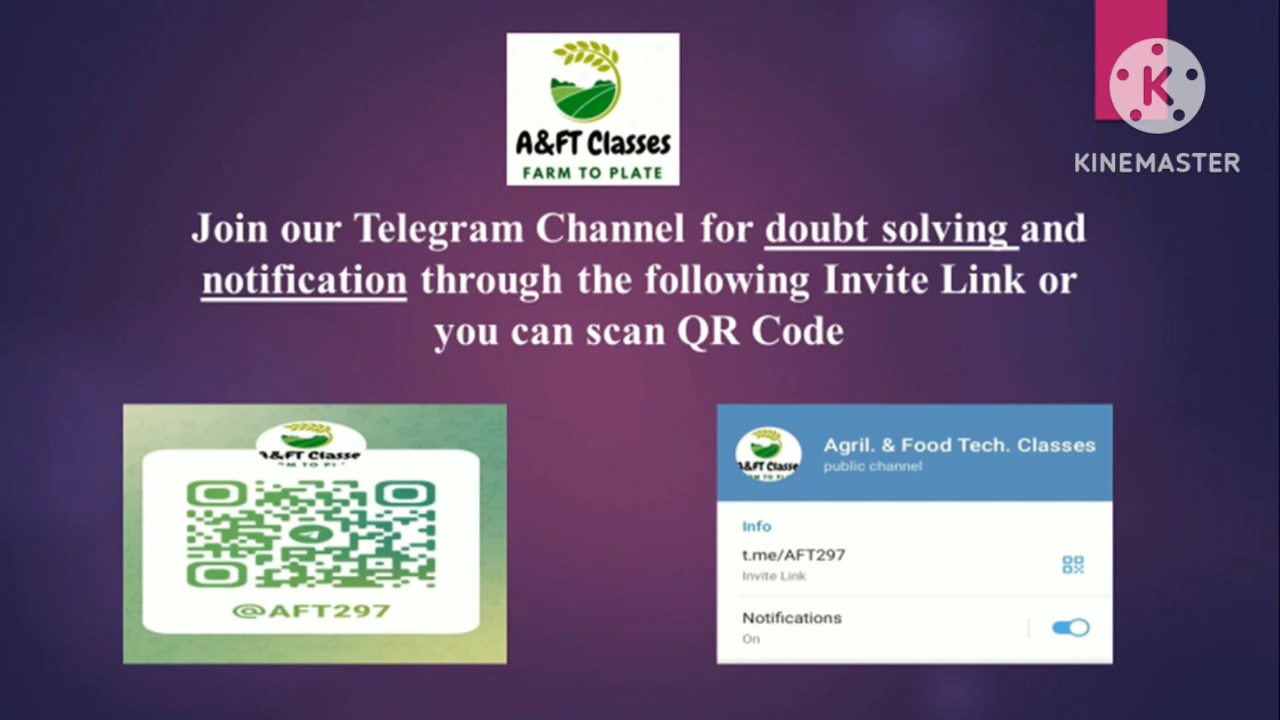 KINEMASTER
A&FT Classes
FARM TO PLATE
Join our Telegram Channel for doubt solving and
notification through the following Invite Link or
you can scan QR Code
@AFT297
Agril. & Food Tech. Classes
public channel
Info
t.me/AFT297
Invite Link
Notifications
On